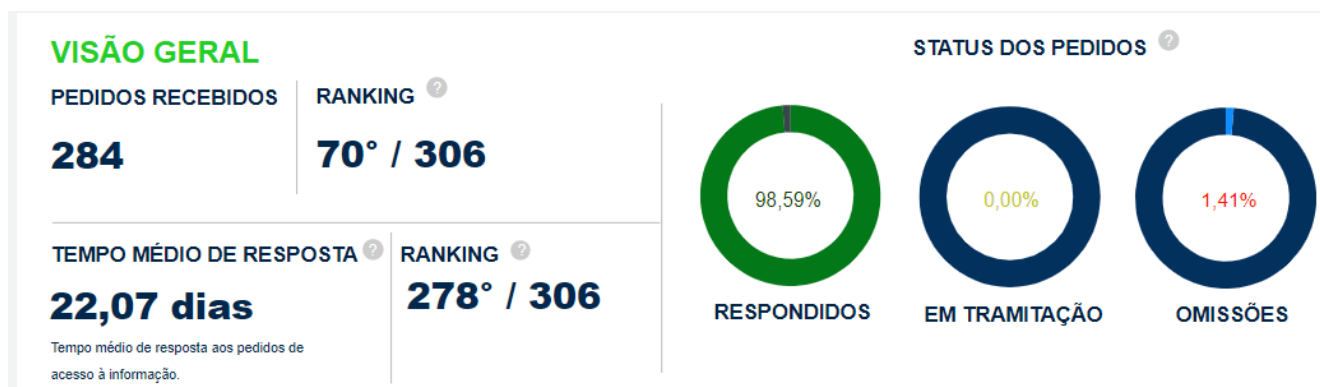 VISÃO GERAL
PEDIDOS RECEBIDOS
284
RANKING ?
70° / 306
TEMPO MÉDIO DE RESPOSTA ?
22,07 dias
Tempo médio de resposta aos pedidos de
acesso à informação.
RANKING ?
278° / 306
STATUS DOS PEDIDOS ?
98,59%
RESPONDIDOS
0,00%
EM TRAMITAÇÃO
1,41%
OMISSÕES